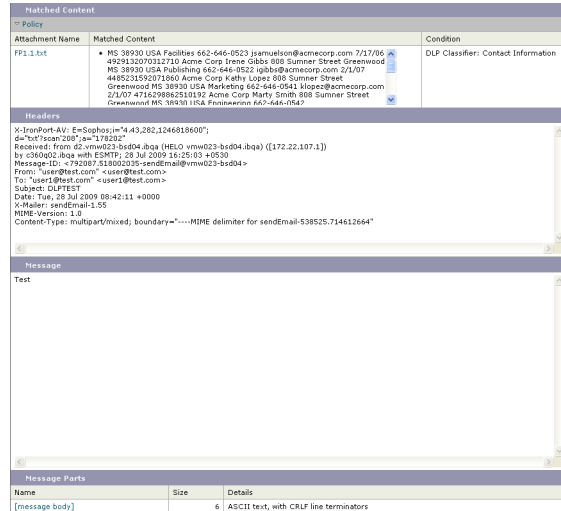 Matched Content
Policy
Attachment Name Matched Content Condition
FP1.1.txt • MS 38930 USA Facilities 662-646-0523 jsamuelson@acmecorp.com 7/17/06 DLP Classifier: Contact Information
4929132070312710 Acme Corp Irene Gibbs 808 Sumner Street Greenwood
MS 38930 USA Publishing 662-646-0522 igibbs@acmecorp.com 2/1/07
4485231592071860 Acme Corp Kathy Lopez 808 Sumner Street
Greenwood MS 38930 USA Marketing 662-646-0541 klopez@acmecorp.com
2/1/07 4716298862510192 Acme Corp Marty Smith 808 Sumner Street
Greenwood MS 38930 USA Engineering 662-646-0542
Headers
X-IronPort-AV: E=Sophos;i="4.43,282,1246818600";
d="txt'?scan'208";a="178202"
Received: from d2.vmw023-bsd04.ibqa (HELO vmw023-bsd04.ibqa) ([172.22.107.1])
by c360q02.ibqa with ESMTP; 28 Jul 2009 16:25:03 +0530
Message-ID: <792087.518002035-sendEmail@vmw023-bsd04>
From: "user@test.com" <user@test.com>
To: "user1@test.com" <user1@test.com>
Subject: DLPTEST
Date: Tue, 28 Jul 2009 08:42:11 +0000
X-Mailer: sendEmail-1.55
MIME-Version: 1.0
Content-Type: multipart/mixed; boundary="----MIME delimiter for sendEmail-538525.714612664"
Message
Test
Message Parts
Name Size Details
[message body] 6 ASCII text, with CRLF line terminators